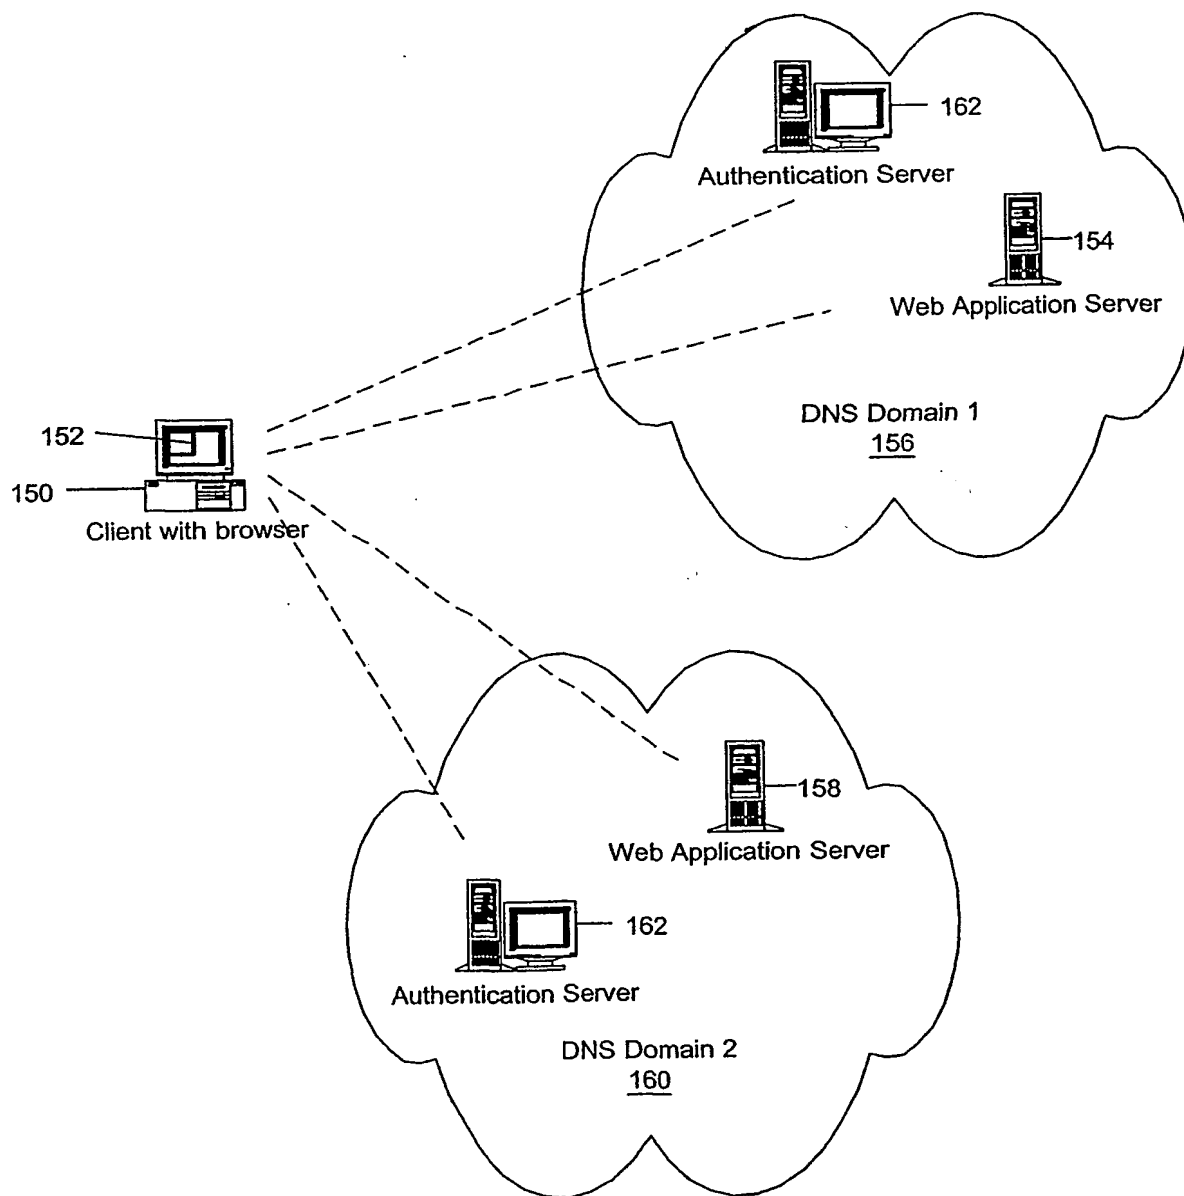 162
Authentication Server
154
Web Application Server
DNS Domain 1
156
152
150
Client with browser
158
Web Application Server
162
Authentication Server
DNS Domain 2
160